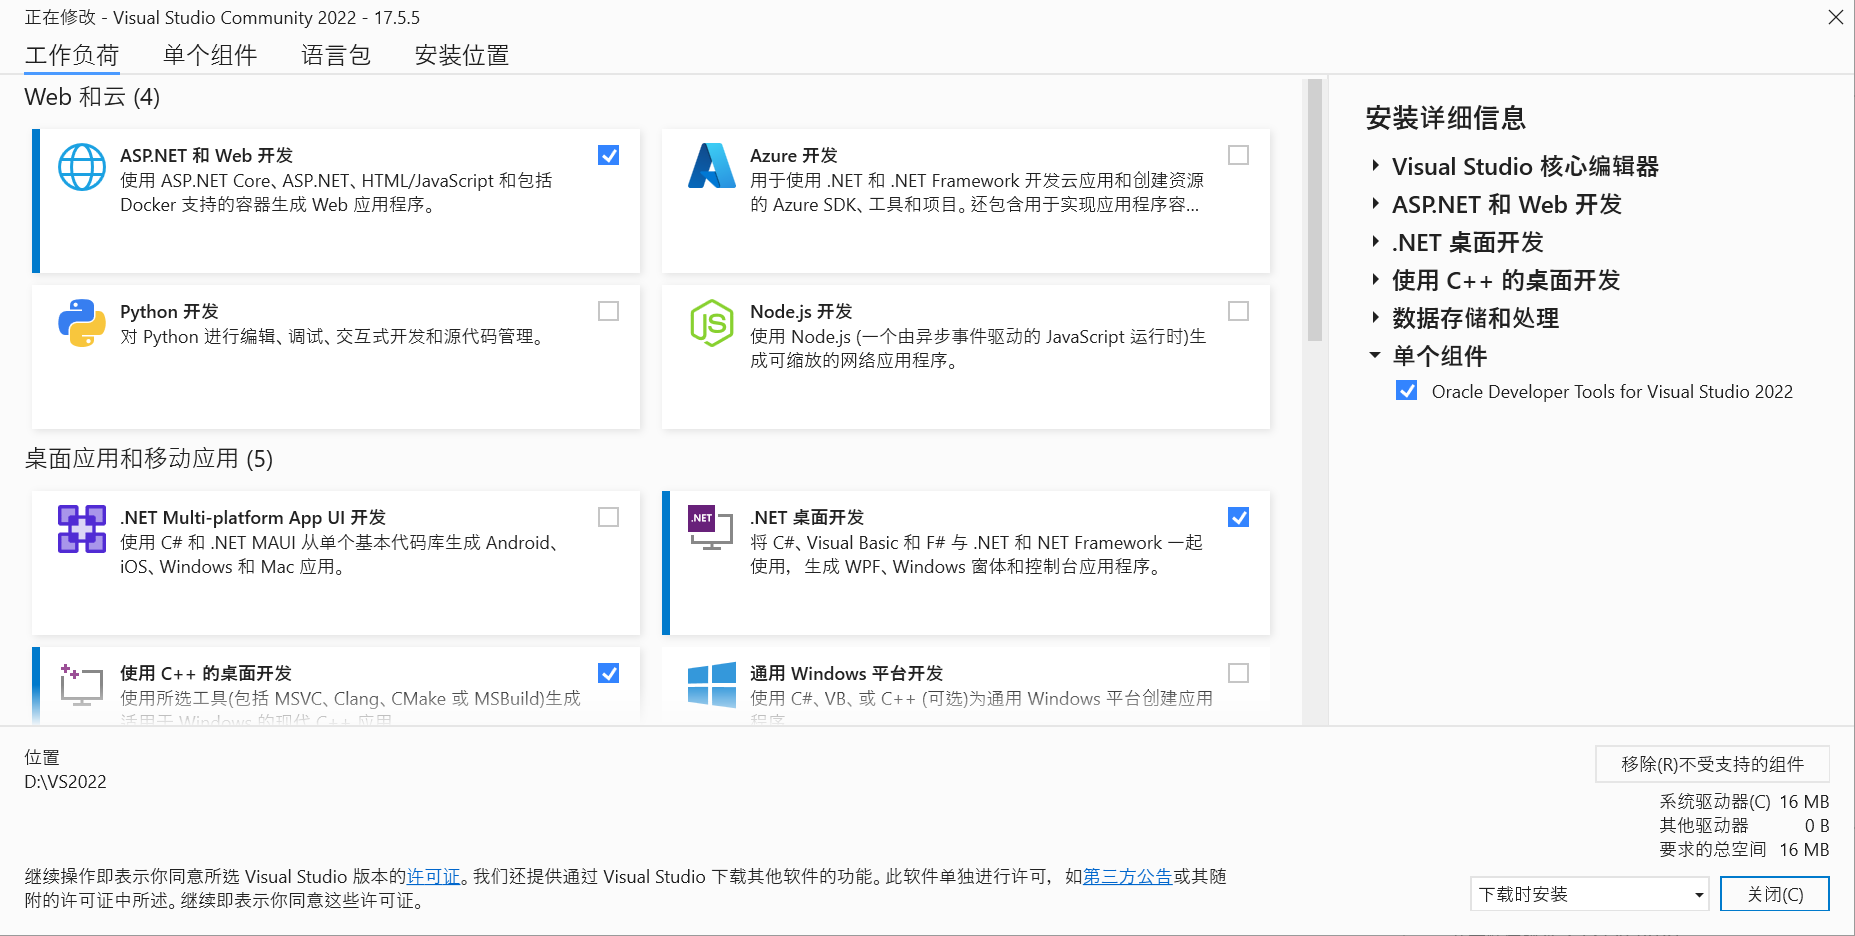 正在修改 - Visual Studio Community 2022 - 17.5.5
工作负荷 单个组件 语言包 安装位置
Web 和云 (4)
ASP.NET 和 Web 开发
使用 ASP.NET Core、ASP.NET、HTML/JavaScript 和包括
Docker 支持的容器生成 Web 应用程序。
Azure 开发
用于使用 .NET 和 .NET Framework 开发云应用和创建资源
的 Azure SDK、工具和项目。还包含用于实现应用程序容...
Python 开发
对 Python 进行编辑、调试、交互式开发和源代码管理。
Node.js 开发
使用 Node.js (一个由异步事件驱动的 JavaScript 运行时)生
成可缩放的网络应用程序。
桌面应用和移动应用 (5)
.NET Multi-platform App UI 开发
使用 C# 和 .NET MAUI 从单个基本代码库生成 Android、
iOS、Windows 和 Mac 应用。
.NET
.NET 桌面开发
将 C#、Visual Basic 和 F# 与 .NET 和 NET Framework 一起
使用，生成 WPF、Windows 窗体和控制台应用程序。
使用 C++ 的桌面开发
使用所选工具(包括 MSVC、Clang、CMake 或 MSBuild)生成
适用于 Windows 的现代 C++ 应用
通用 Windows 平台开发
使用 C#、VB、或 C++ (可选)为通用 Windows 平台创建应用
程序
安装详细信息
Visual Studio 核心编辑器
ASP.NET 和 Web 开发
.NET 桌面开发
使用 C++ 的桌面开发
数据存储和处理
单个组件
Oracle Developer Tools for Visual Studio 2022
位置
D:\VS2022
移除(R)不受支持的组件
系统驱动器(C) 16 MB
其他驱动器 0 B
要求的总空间 16 MB
继续操作即表示你同意所选 Visual Studio 版本的许可证。我们还提供通过 Visual Studio 下载其他软件的功能。此软件单独进行许可，如第三方公告或其随
附的许可证中所述。继续即表示你同意这些许可证。
下载时安装
关闭(C)